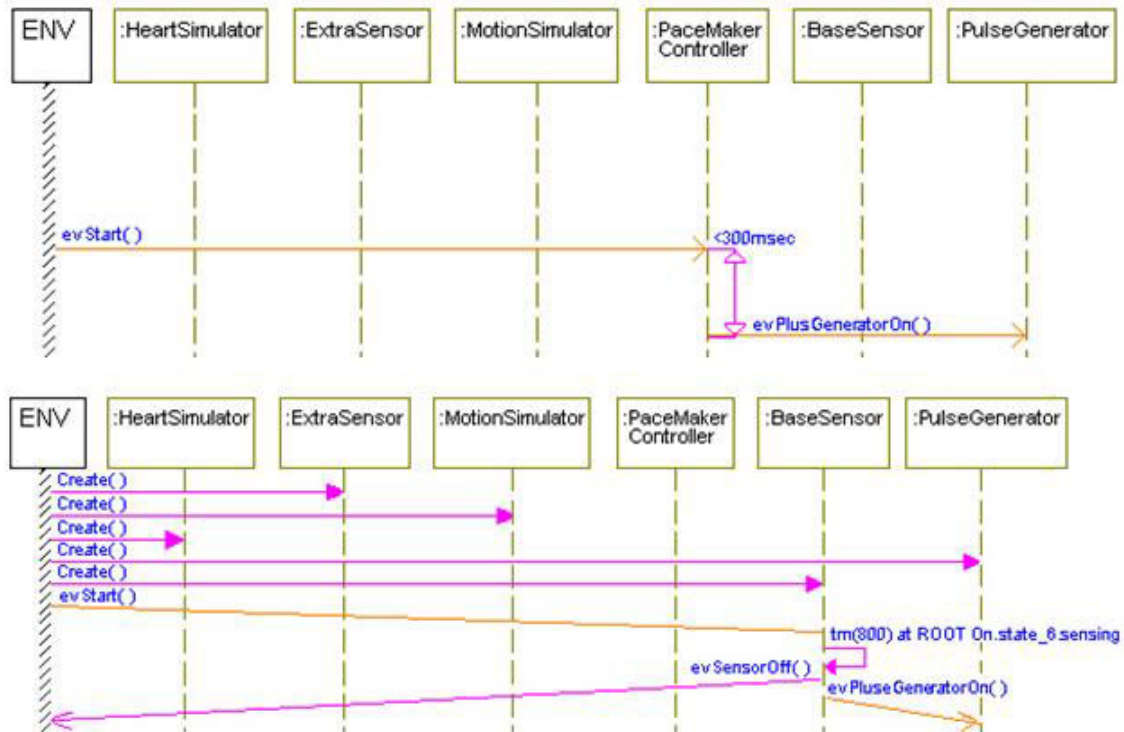 ENV
:HeartSimulator
:ExtraSensor
:MotionSimulator
:PaceMaker
Controller
:BaseSensor
:PulseGenerator
evStart()
<300msec
evPlusGeneratorOn()
ENV
:HeartSimulator
:ExtraSensor
:MotionSimulator
:PaceMaker
Controller
:BaseSensor
:PulseGenerator
Create()
Create()
Create()
Create()
Create()
evStart()
tm(800) at ROOT On.state_6.sensing
evSensorOff()
evPluseGeneratorOn()